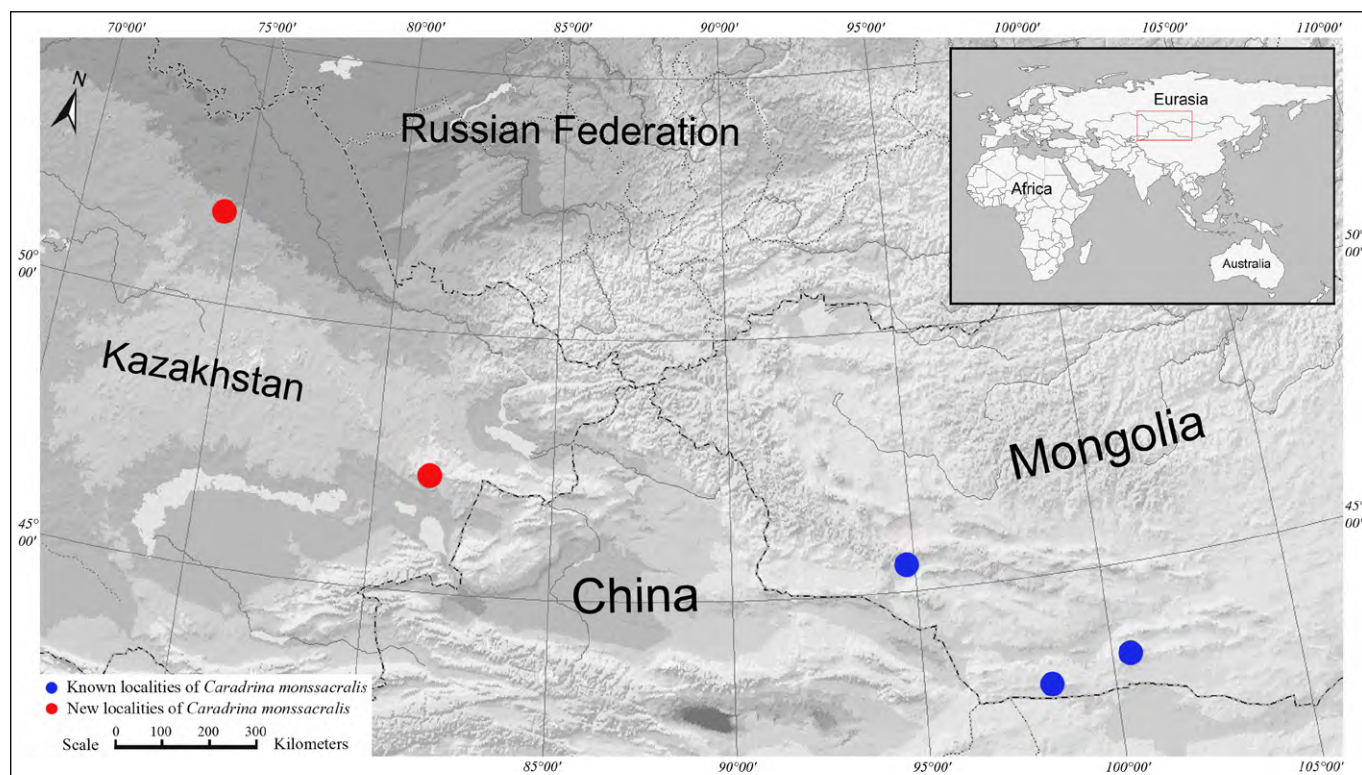 70°00' 75°00' 80°00' 85°00' 90°00' 95°00' 100°00' 105°00' 110°00'
N
Russian Federation
Eurasia
Africa
Australia
50°
00'
50°
00'
Kazakhstan
Mongolia
45°
00'
45°
00'
China
Known localities of Caradrina monssacralis
New localities of Caradrina monssacralis
Scale 0 100 200 300 Kilometers
85°00' 90°00' 95°00' 100°00' 105°00'